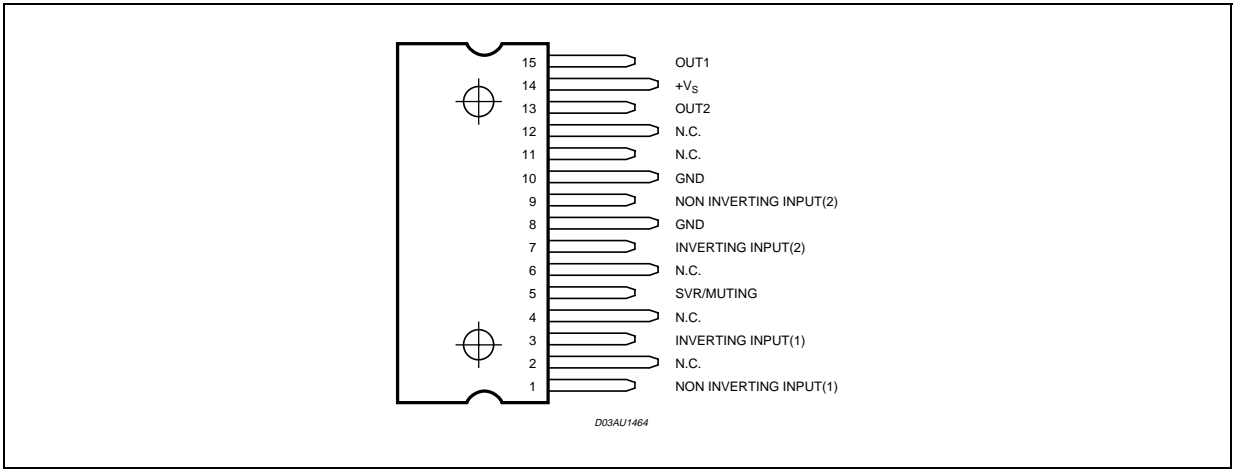 15 OUT1
14 +VS
13 OUT2
12 N.C.
11 N.C.
10 GND
9 NON INVERTING INPUT(2)
8 GND
7 INVERTING INPUT(2)
6 N.C.
5 SVR/MUTING
4 N.C.
3 INVERTING INPUT(1)
2 N.C.
1 NON INVERTING INPUT(1)
D03AU1464